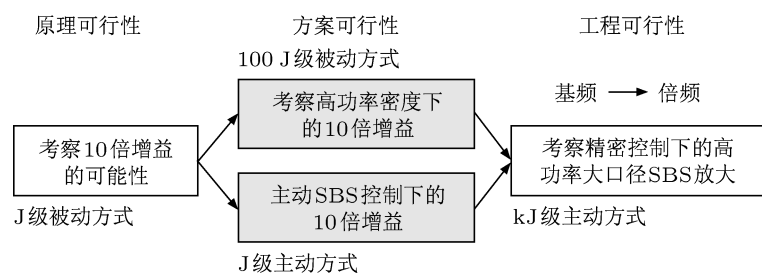 原理可行性
方案可行性
工程可行性
100 J级被动方式
基频
倍频
考察高功率密度下
的10倍增益
考察10倍增益
的可能性
J级被动方式
主动SBS控制下的
10倍增益
J级主动方式
考察精密控制下的高
功率大口径SBS放大
kJ级主动方式